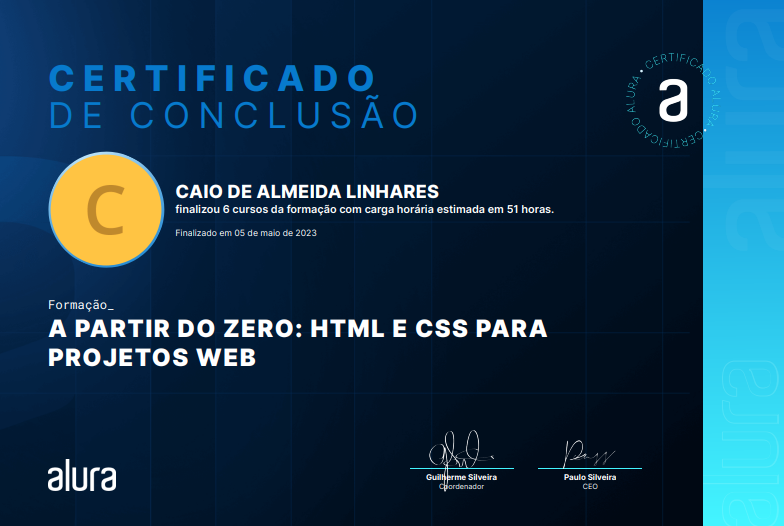 CERTIFICADO
DE CONCLUSÃO
CERTIFICADO ALURA • CERTIFICADO ALURA •
a
alura
C
CAIO DE ALMEIDA LINHARES
finalizou 6 cursos da formação com carga horária estimada em 51 horas.
Finalizado em 05 de maio de 2023
Formação_
A PARTIR DO ZERO: HTML E CSS PARA
PROJETOS WEB
alura
Guilherme Silveira
Coordenador
Paulo Silveira
CEO
alura